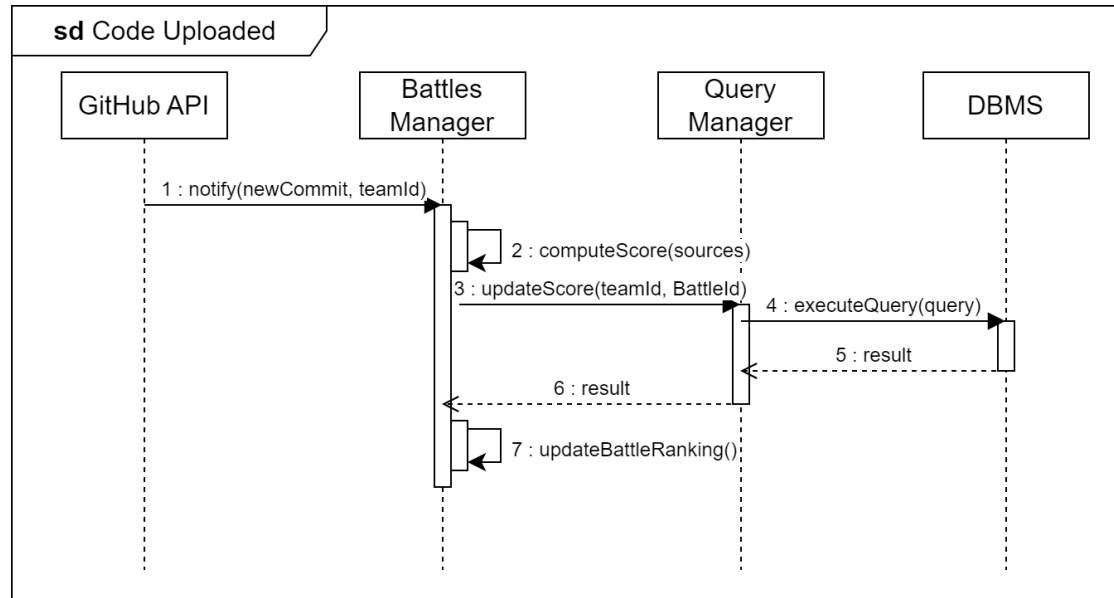 sd Code Uploaded
GitHub API
Battles
Manager
Query
Manager
DBMS
1 : notify(newCommit, teamId)
2 : computeScore(sources)
3 : updateScore(teamId, BattleId)
4 : executeQuery(query)
5 : result
6 : result
7 : updateBattleRanking()